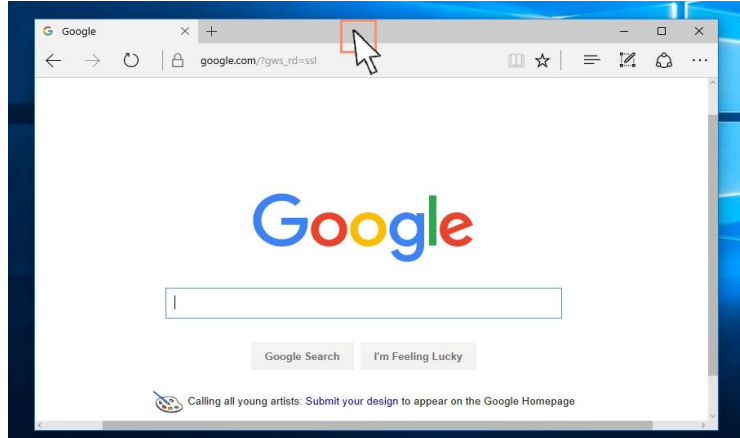 Google
google.com/?gws_rd=ssl
Google
Google Search I'm Feeling Lucky
Calling all young artists: Submit your design to appear on the Google Homepage